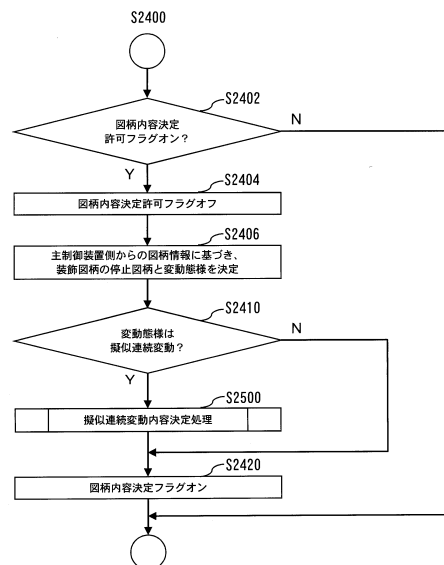 S2400
S2402
図柄内容決定
許可フラグオン?
N
Y
S2404
図柄内容決定許可フラグオフ
S2406
主制御装置側からの図柄情報に基づき、
装飾図柄の停止図柄と変動態様を決定
S2410
変動態様は
擬似連続変動?
N
Y
S2500
擬似連続変動内容決定処理
S2420
図柄内容決定フラグオン